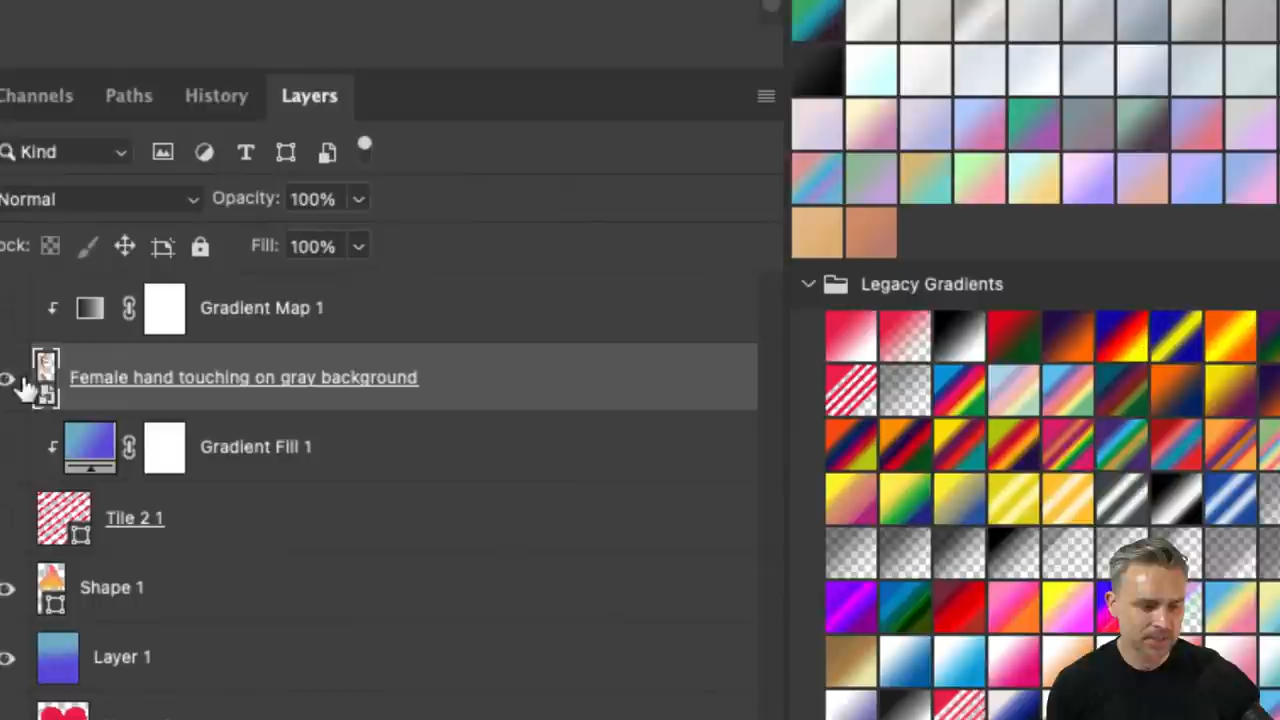 Channels Paths History Layers
Kind
Normal Opacity: 100%
ock: Fill: 100%
Gradient Map 1
Female hand touching on gray background
Gradient Fill 1
Tile 2 1
Shape 1
Layer 1
Legacy Gradients